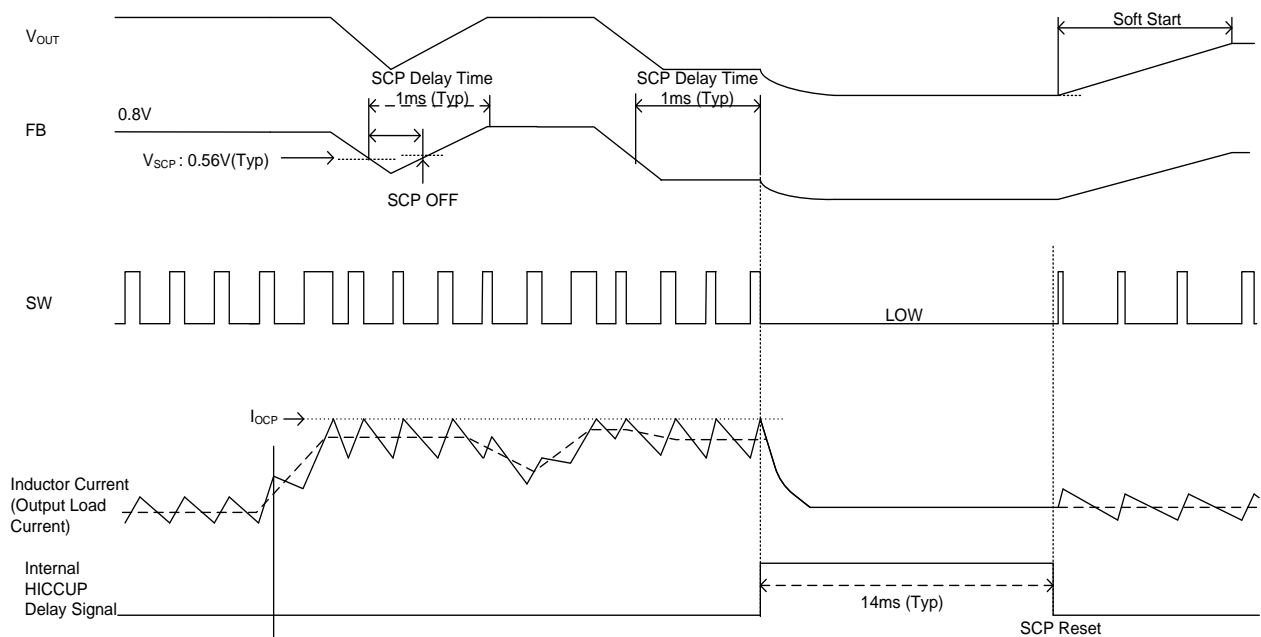 Soft Start
VOUT
SCP Delay Time
1ms (Typ)
SCP Delay Time
1ms (Typ)
0.8V
FB
VSCP : 0.56V(Typ)
SCP OFF
SW
LOW
IOCP
Inductor Current
(Output Load
Current)
Internal
HICCUP
Delay Signal
14ms (Typ)
SCP Reset